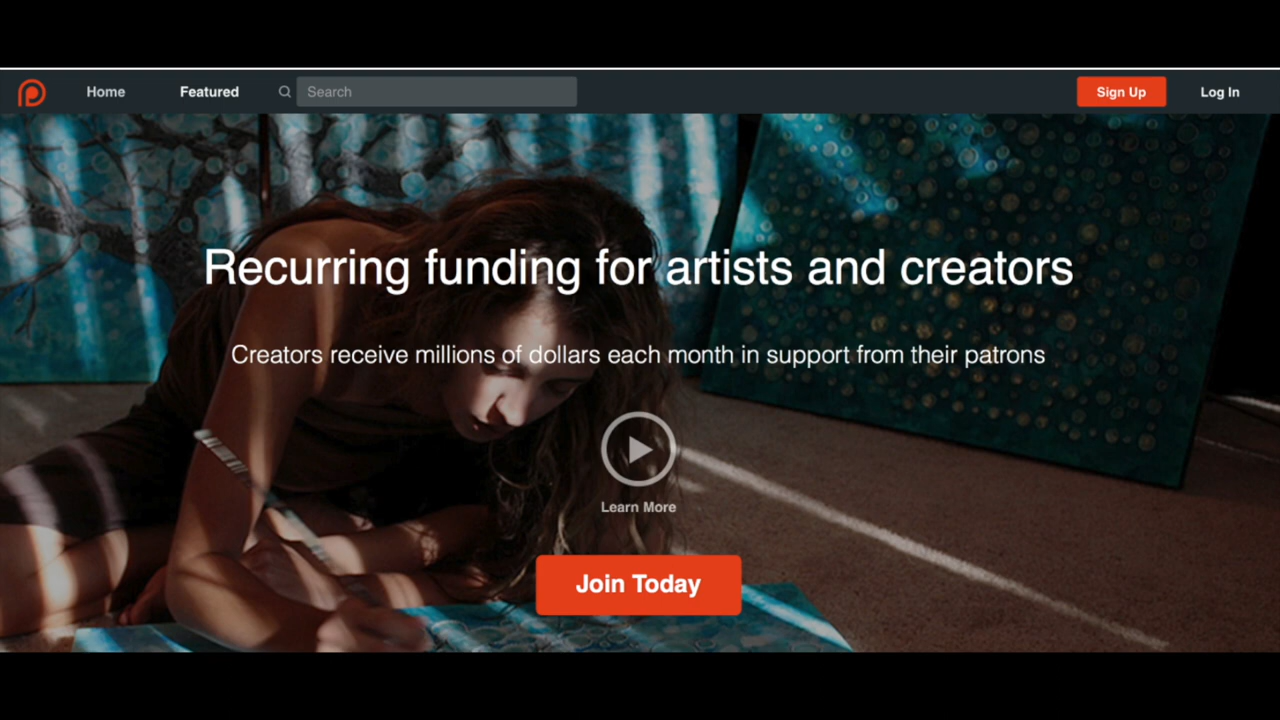 Home Featured Search Sign Up Log In
Recurring funding for artists and creators
Creators receive millions of dollars each month in support from their patrons
Learn More
Join Today